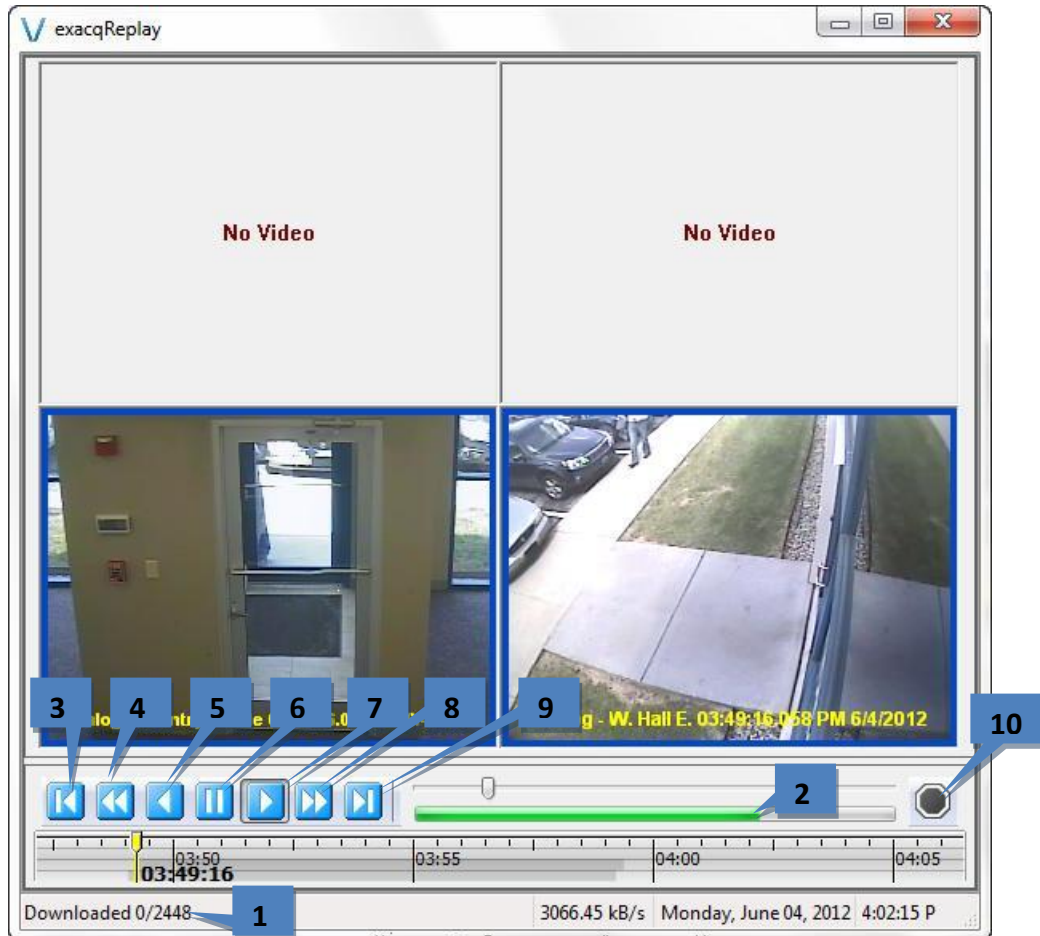 exacqReplay
No Video
No Video
3 4 5 6 7 8 9 10
g - W. Hall E. 03:49:16.058 PM 6/4/2012
2
03:50 03:55 04:00 04:05
03:49:16
Downloaded 0/2448 1 3066.45 kB/s Monday, June 04, 2012 4:02:15 P